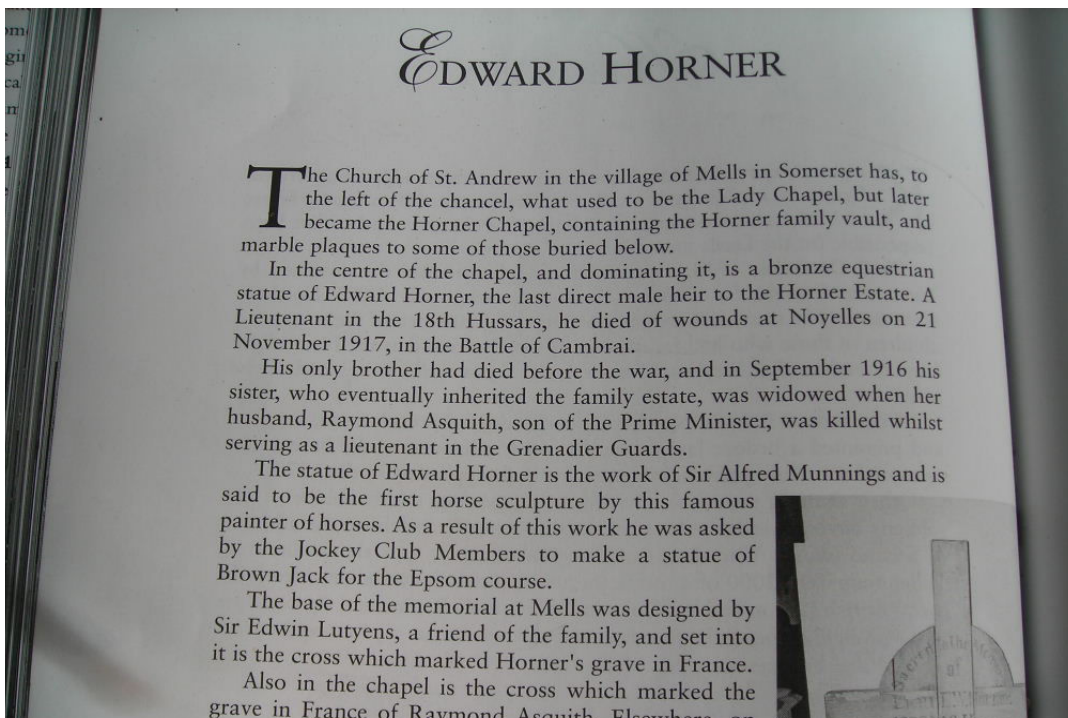 EDWARD HORNER
The Church of St. Andrew in the village of Mells in Somerset has, to
the left of the chancel, what used to be the Lady Chapel, but later
became the Horner Chapel, containing the Horner family vault, and
marble plaques to some of those buried below.
In the centre of the chapel, and dominating it, is a bronze equestrian
statue of Edward Horner, the last direct male heir to the Horner Estate. A
Lieutenant in the 18th Hussars, he died of wounds at Noyelles on 21
November 1917, in the Battle of Cambrai.
His only brother had died before the war, and in September 1916 his
sister, who eventually inherited the family estate, was widowed when her
husband, Raymond Asquith, son of the Prime Minister, was killed whilst
serving as a lieutenant in the Grenadier Guards.
The statue of Edward Horner is the work of Sir Alfred Munnings and is
said to be the first horse sculpture by this famous
painter of horses. As a result of this work he was asked
by the Jockey Club Members to make a statue of
Brown Jack for the Epsom course.
The base of the memorial at Mells was designed by
Sir Edwin Lutyens, a friend of the family, and set into
it is the cross which marked Horner's grave in France.
Also in the chapel is the cross which marked the
grave in France of Raymond Asquith. Elsewhere, on